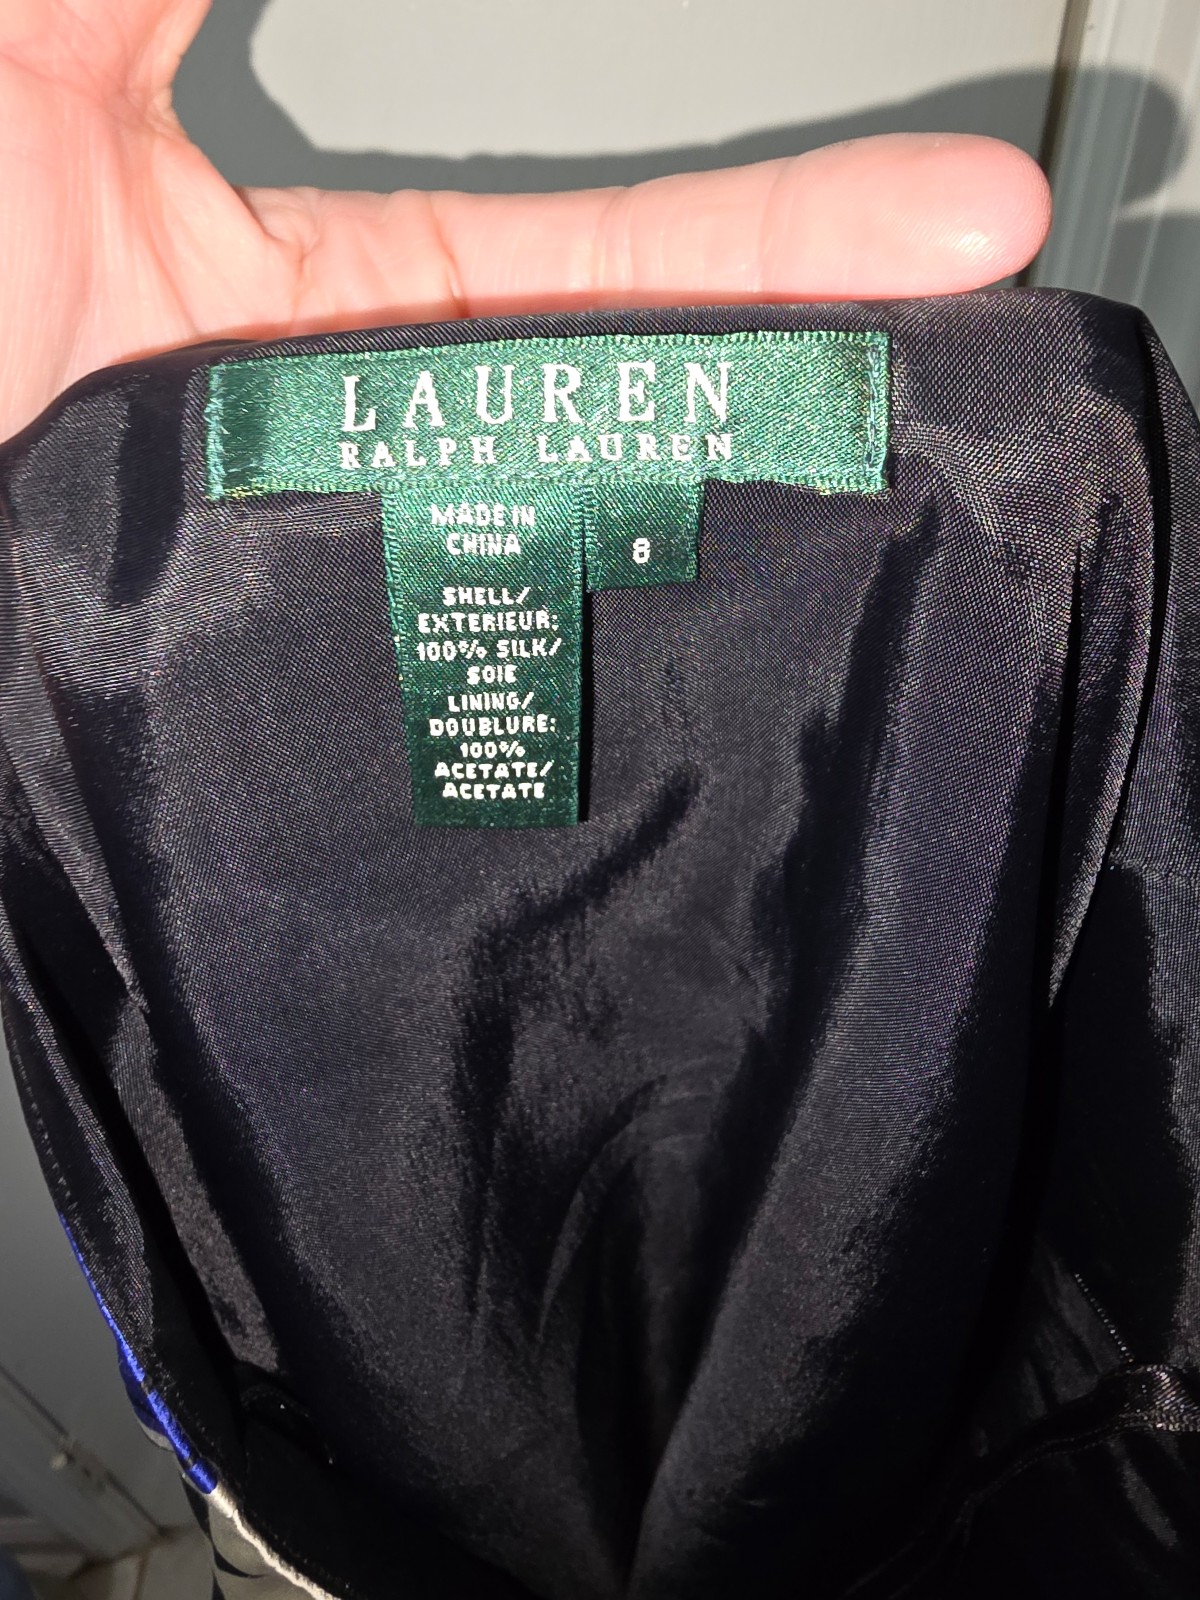 LAUREN
RALPH LAUREN
MADE IN
CHINA
8
SHELL/
EXTERIEUR:
100% SILK/
SOIE
LINING/
DOUBLURE:
100%
ACETATE/
ACETATE